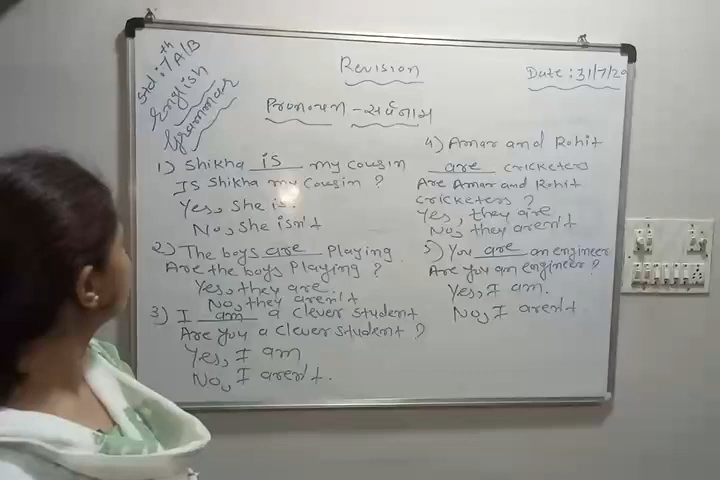 Std : 7th A/B
English
Grammar
Revision
Date : 31/7/20
Pronoun - સર્વનામ
1) Shikha is my cousin
Is Shikha my cousin ?
Yes, she is.
No, she isn't
2) The boys are playing
Are the boys playing ?
Yes, they are.
No, they aren't
3) I am a clever student
Are you a clever student ?
Yes, I am
No, I aren't.
4) Amar and Rohit
are cricketers
Are Amar and Rohit
cricketers ?
Yes, they are
No, they aren't
5) You are an engineer
Are you an engineer ?
Yes, I am.
No, I aren't